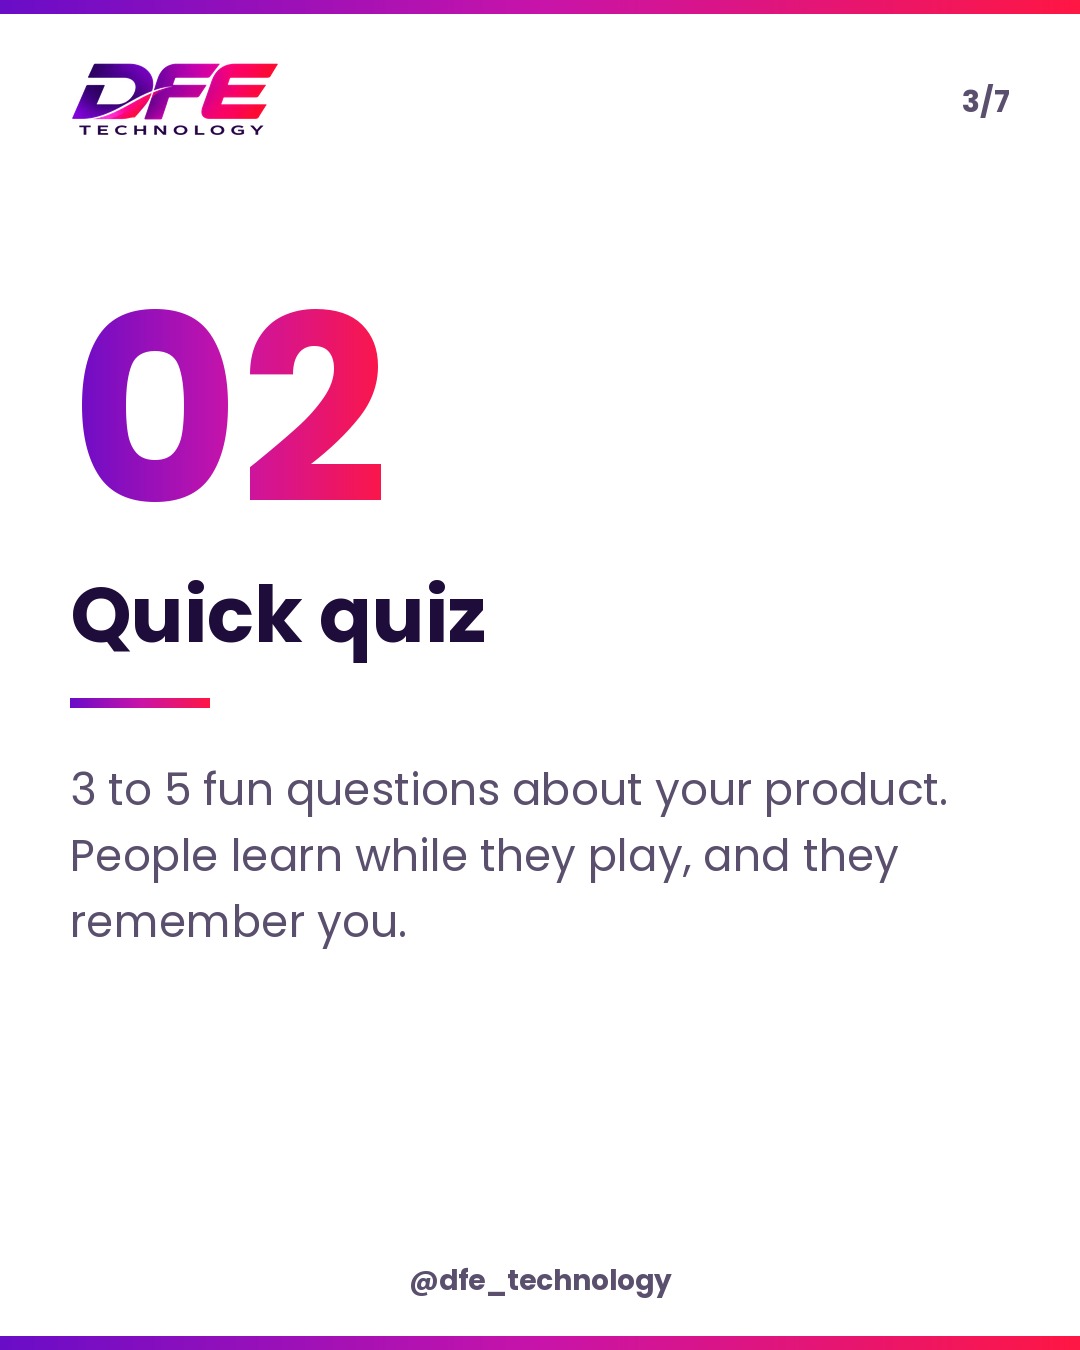 DFE
TECHNOLOGY
3/7
02
Quick quiz
3 to 5 fun questions about your product.
People learn while they play, and they
remember you.
@dfe_technology